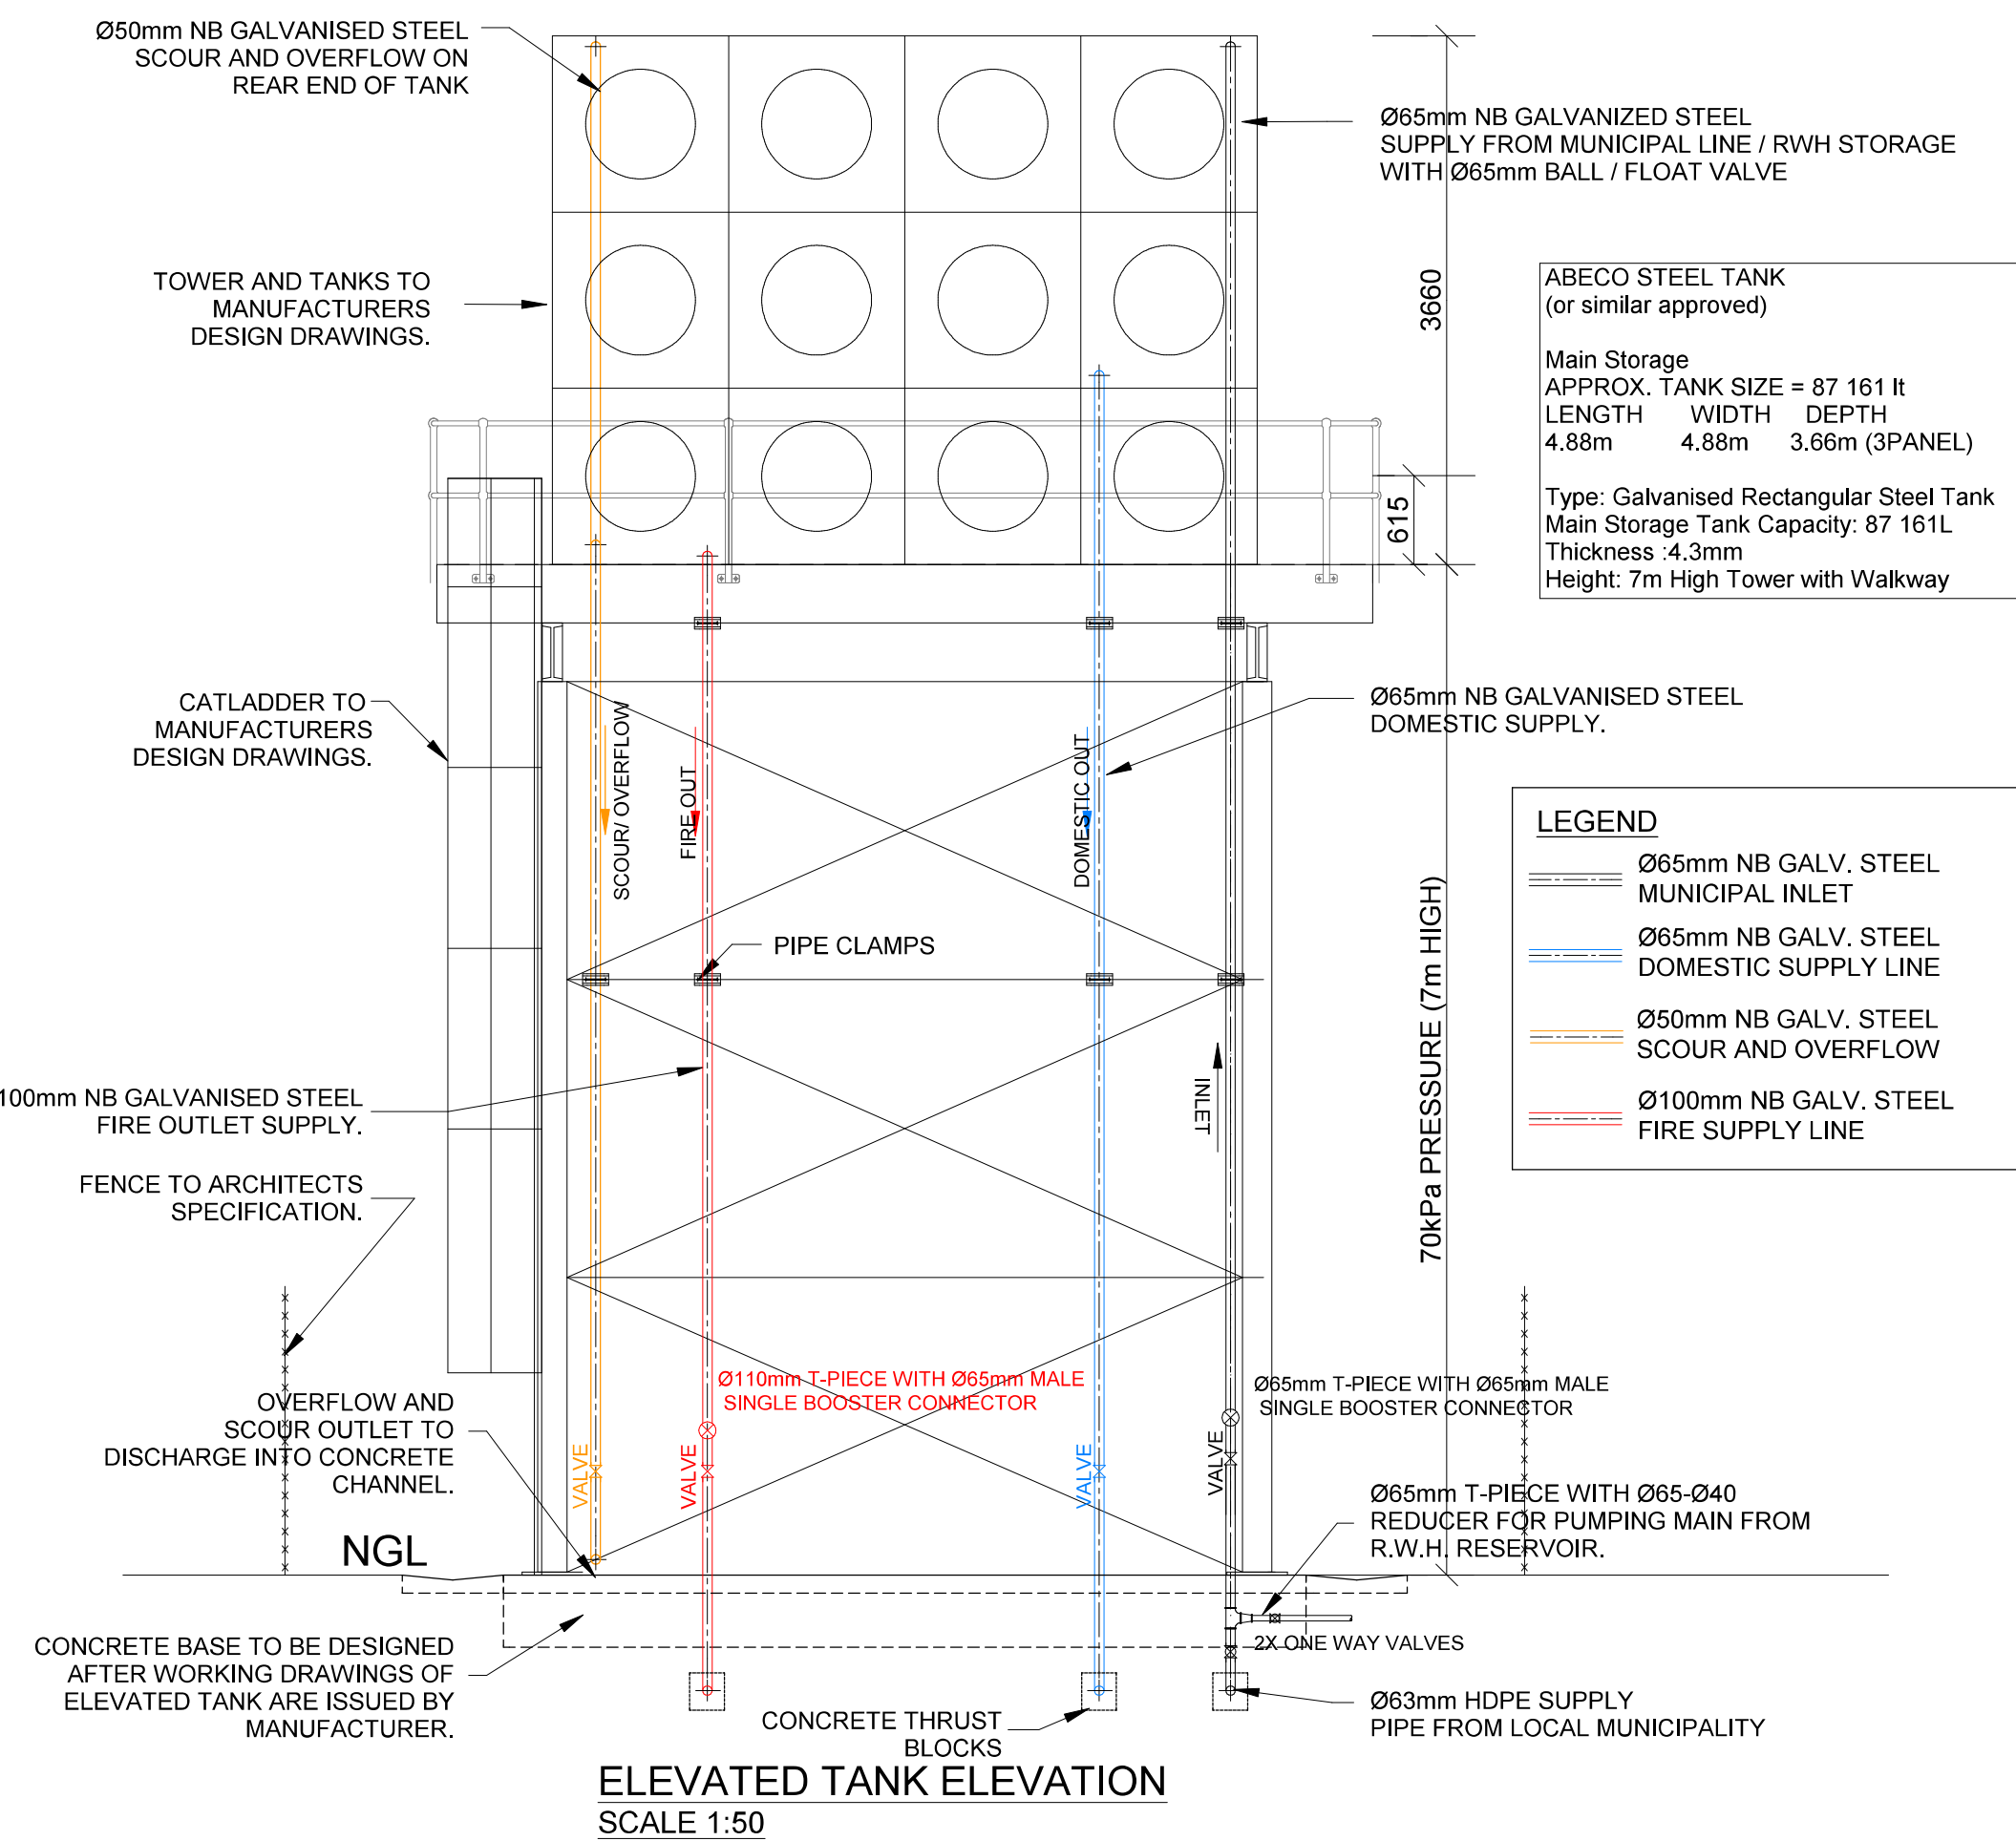 Ø50mm NB GALVANISED STEEL
SCOUR AND OVERFLOW ON
REAR END OF TANK
Ø65mm NB GALVANIZED STEEL
SUPPLY FROM MUNICIPAL LINE / RWH STORAGE
WITH Ø65mm BALL / FLOAT VALVE
TOWER AND TANKS TO
MANUFACTURERS
DESIGN DRAWINGS.
3660
615
ABECO STEEL TANK
(or similar approved)
Main Storage
APPROX. TANK SIZE = 87 161 lt
LENGTH WIDTH DEPTH
4.88m 4.88m 3.66m (3PANEL)
Type: Galvanised Rectangular Steel Tank
Main Storage Tank Capacity: 87 161L
Thickness :4.3mm
Height: 7m High Tower with Walkway
CATLADDER TO
MANUFACTURERS
DESIGN DRAWINGS.
SCOUR/ OVERFLOW
FIRE OUT
DOMESTIC OUT
Ø65mm NB GALVANISED STEEL
DOMESTIC SUPPLY.
LEGEND
Ø65mm NB GALV. STEEL
MUNICIPAL INLET
Ø65mm NB GALV. STEEL
DOMESTIC SUPPLY LINE
Ø50mm NB GALV. STEEL
SCOUR AND OVERFLOW
Ø100mm NB GALV. STEEL
FIRE SUPPLY LINE
PIPE CLAMPS
70kPa PRESSURE (7m HIGH)
INLET
100mm NB GALVANISED STEEL
FIRE OUTLET SUPPLY.
FENCE TO ARCHITECTS
SPECIFICATION.
Ø110mm T-PIECE WITH Ø65mm MALE
SINGLE BOOSTER CONNECTOR
Ø65mm T-PIECE WITH Ø65mm MALE
SINGLE BOOSTER CONNECTOR
OVERFLOW AND
SCOUR OUTLET TO
DISCHARGE INTO CONCRETE
CHANNEL.
VALVE
VALVE
VALVE
VALVE
Ø65mm T-PIECE WITH Ø65-Ø40
REDUCER FOR PUMPING MAIN FROM
R.W.H. RESERVOIR.
NGL
2X ONE WAY VALVES
CONCRETE BASE TO BE DESIGNED
AFTER WORKING DRAWINGS OF
ELEVATED TANK ARE ISSUED BY
MANUFACTURER.
CONCRETE THRUST
BLOCKS
Ø63mm HDPE SUPPLY
PIPE FROM LOCAL MUNICIPALITY
ELEVATED TANK ELEVATION
SCALE 1:50